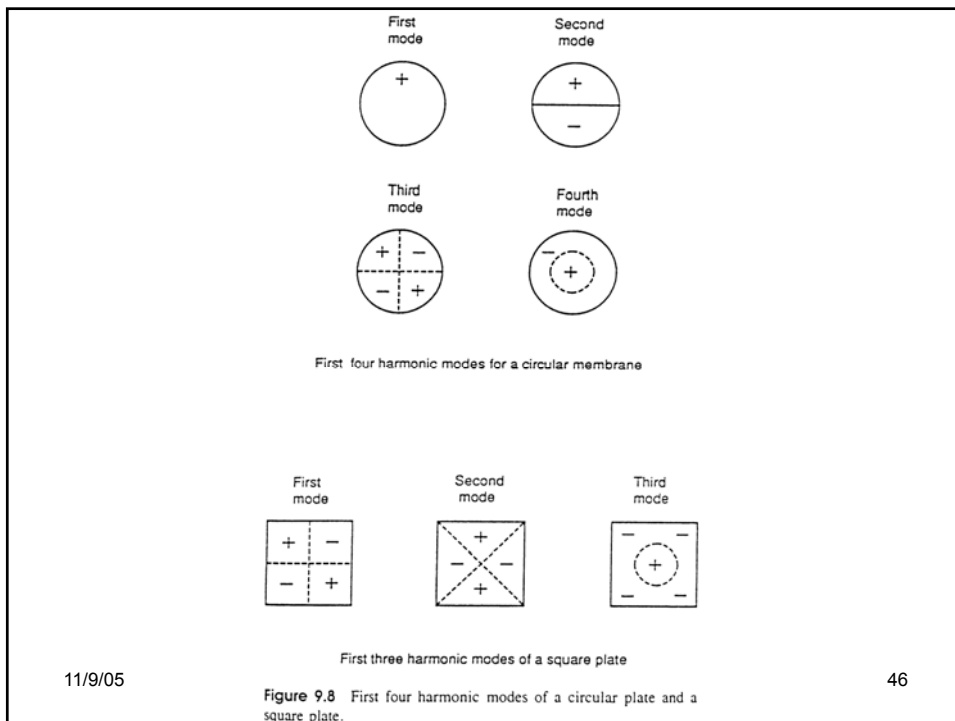 First
mode
Second
mode
+
+
−
Third
mode
Fourth
mode
+ −
− +
−
+
First four harmonic modes for a circular membrane
First
mode
Second
mode
Third
mode
+ −
− +
+
− −
+
− −
+
− −
First three harmonic modes of a square plate
Figure 9.8 First four harmonic modes of a circular plate and a
square plate.
11/9/05
46